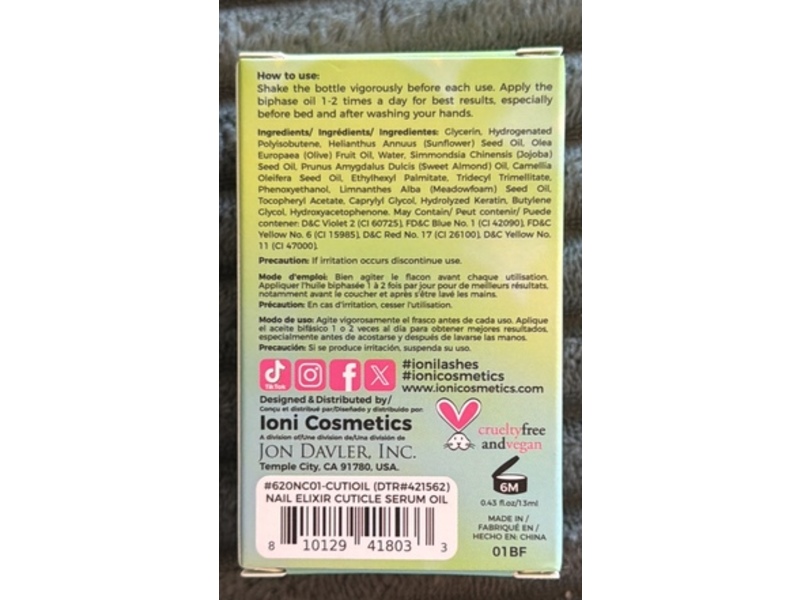 How to use:
Shake the bottle vigorously before each use. Apply the
biphase oil 1-2 times a day for best results, especially
before bed and after washing your hands.
Ingredients/ Ingrédients/ Ingredientes: Glycerin, Hydrogenated
Polyisobutene, Helianthus Annuus (Sunflower) Seed Oil, Olea
Europaea (Olive) Fruit Oil, Water, Simmondsia Chinensis (Jojoba)
Seed Oil, Prunus Amygdalus Dulcis (Sweet Almond) Oil, Camellia
Oleifera Seed Oil, Ethylhexyl Palmitate, Tridecyl Trimellitate,
Phenoxyethanol, Limnanthes Alba (Meadowfoam) Seed Oil,
Tocopheryl Acetate, Caprylyl Glycol, Hydrolyzed Keratin, Butylene
Glycol, Hydroxyacetophenone. May Contain/ Peut contenir/ Puede
contener: D&C Violet 2 (CI 60725), FD&C Blue No. 1 (CI 42090), FD&C
Yellow No. 6 (CI 15985), D&C Red No. 17 (CI 26100), D&C Yellow No.
11 (CI 47000).
Precaution: If irritation occurs discontinue use.
Mode d'emploi: Bien agiter le flacon avant chaque utilisation.
Appliquer l'huile biphasée 1 à 2 fois par jour pour de meilleurs résultats,
notamment avant le coucher et après s'être lavé les mains.
Précaution: En cas d'irritation, cesser l'utilisation.
Modo de uso: Agite vigorosamente el frasco antes de cada uso. Aplique
el aceite bifásico 1 o 2 veces al día para obtener mejores resultados,
especialmente antes de acostarse y después de lavarse las manos.
Precaución: Si se produce irritación, suspenda su uso.
TikTok
#ionilashes
#ionicosmetics
www.ionicosmetics.com
Designed & Distributed by/
Conçu et distribué par/Diseñado y distribuido por:
Ioni Cosmetics
A division of/Une division de/Una división de
JON DAVLER, INC.
Temple City, CA 91780, USA.
crueltyfree
andvegan
6M
0.43 fl.oz/13ml
#620NC01-CUTIOIL (DTR#421562)
NAIL ELIXIR CUTICLE SERUM OIL
8 10129 41803 3
MADE IN /
FABRIQUÉ EN /
HECHO EN: CHINA
01BF